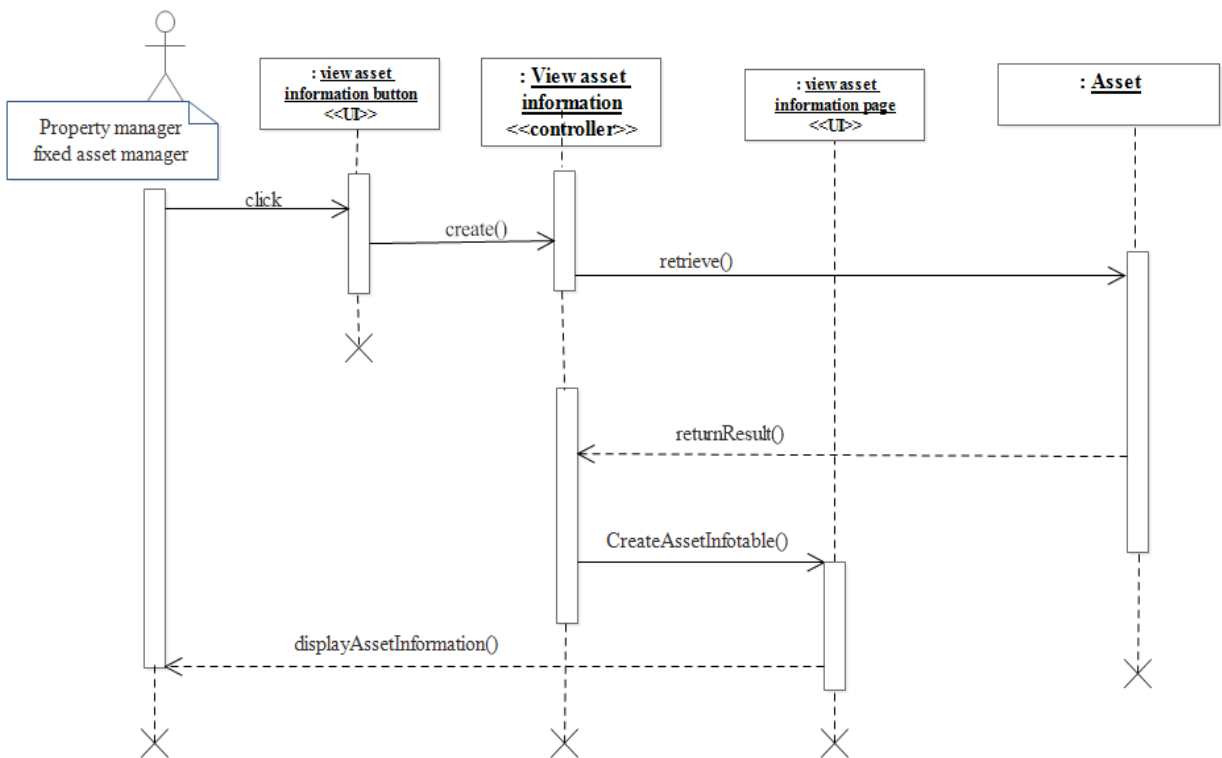 Property manager
fixed asset manager
: view asset
information button
<<UI>>
: View asset
information
<<controller>>
: view asset
information page
<<UI>>
: Asset
click
create()
retrieve()
returnResult()
CreateAssetInfotable()
displayAssetInformation()